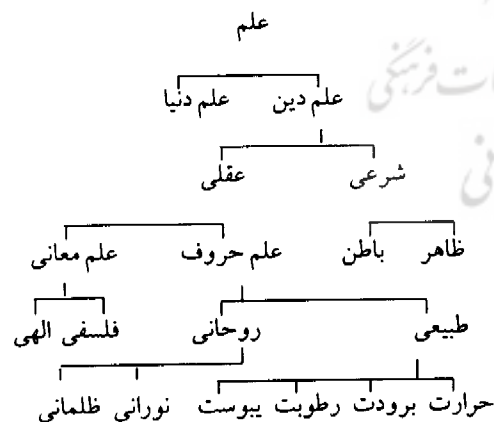 علم
علم دین علم دنیا
شرعی عقلی
ظاهر باطن علم حروف علم معانی
طبیعی روحانی فلسفی الهی
حرارت برودت رطوبت یبوست نورانی ظلمانی